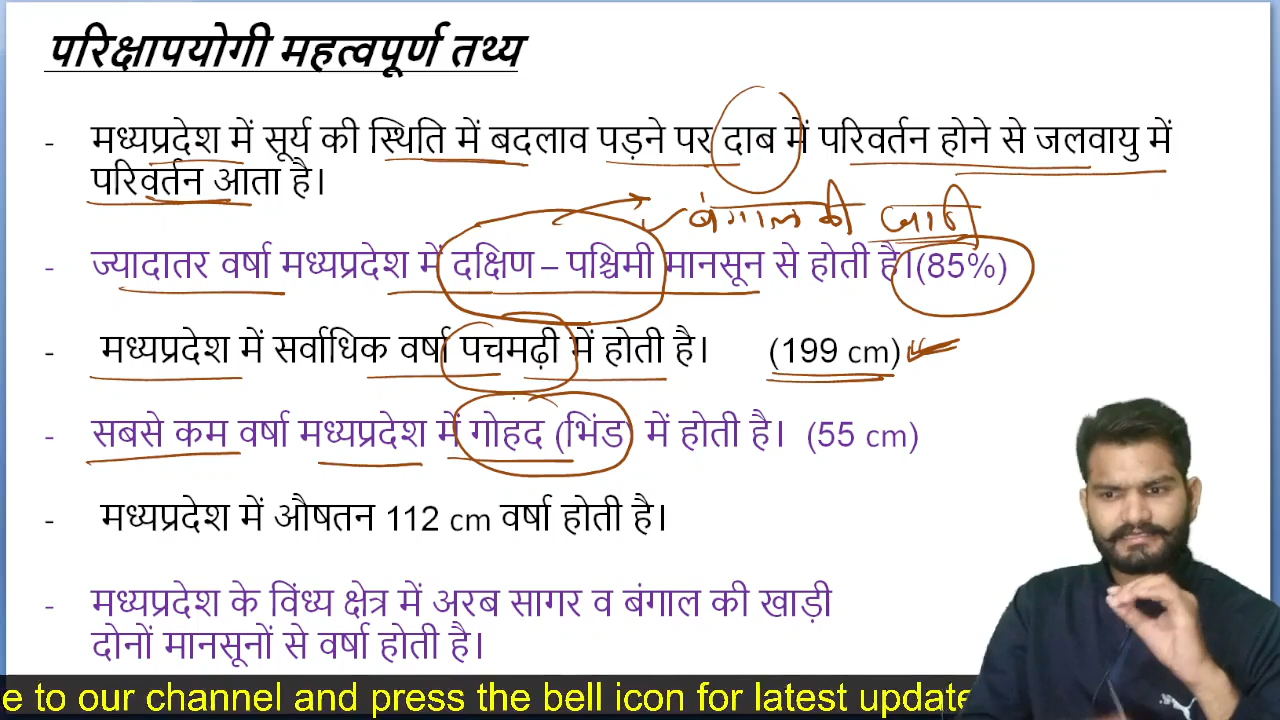 परिक्षापयोगी महत्वपूर्ण तथ्य
- मध्यप्रदेश में सूर्य की स्थिति में बदलाव पड़ने पर दाब में परिवर्तन होने से जलवायु में
परिवर्तन आता है।
बंगाल की
- ज्यादातर वर्षा मध्यप्रदेश में दक्षिण – पश्चिमी मानसून से होती है।(85%)
- मध्यप्रदेश में सर्वाधिक वर्षा पचमढ़ी में होती है। (199 cm)
- सबसे कम वर्षा मध्यप्रदेश में गोहद (भिंड) में होती है। (55 cm)
- मध्यप्रदेश में औषतन 112 cm वर्षा होती है।
- मध्यप्रदेश के विंध्य क्षेत्र में अरब सागर व बंगाल की खाड़ी
दोनों मानसूनों से वर्षा होती है।
e to our channel and press the bell icon for latest update